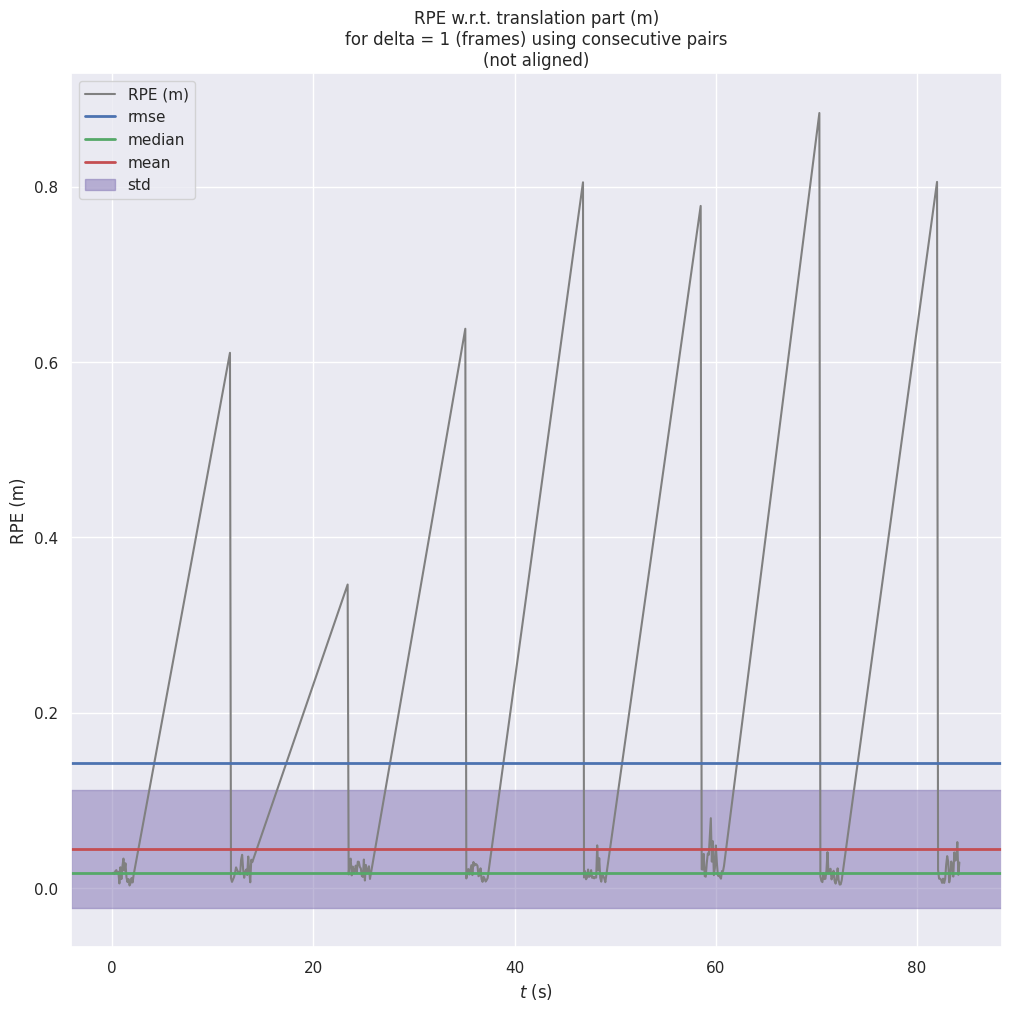 RPE w.r.t. translation part (m)
for delta = 1 (frames) using consecutive pairs
(not aligned)
RPE (m)
rmse
median
mean
std
RPE (m)
0.8
0.6
0.4
0.2
0.0
0 20 40 60 80
t (s)